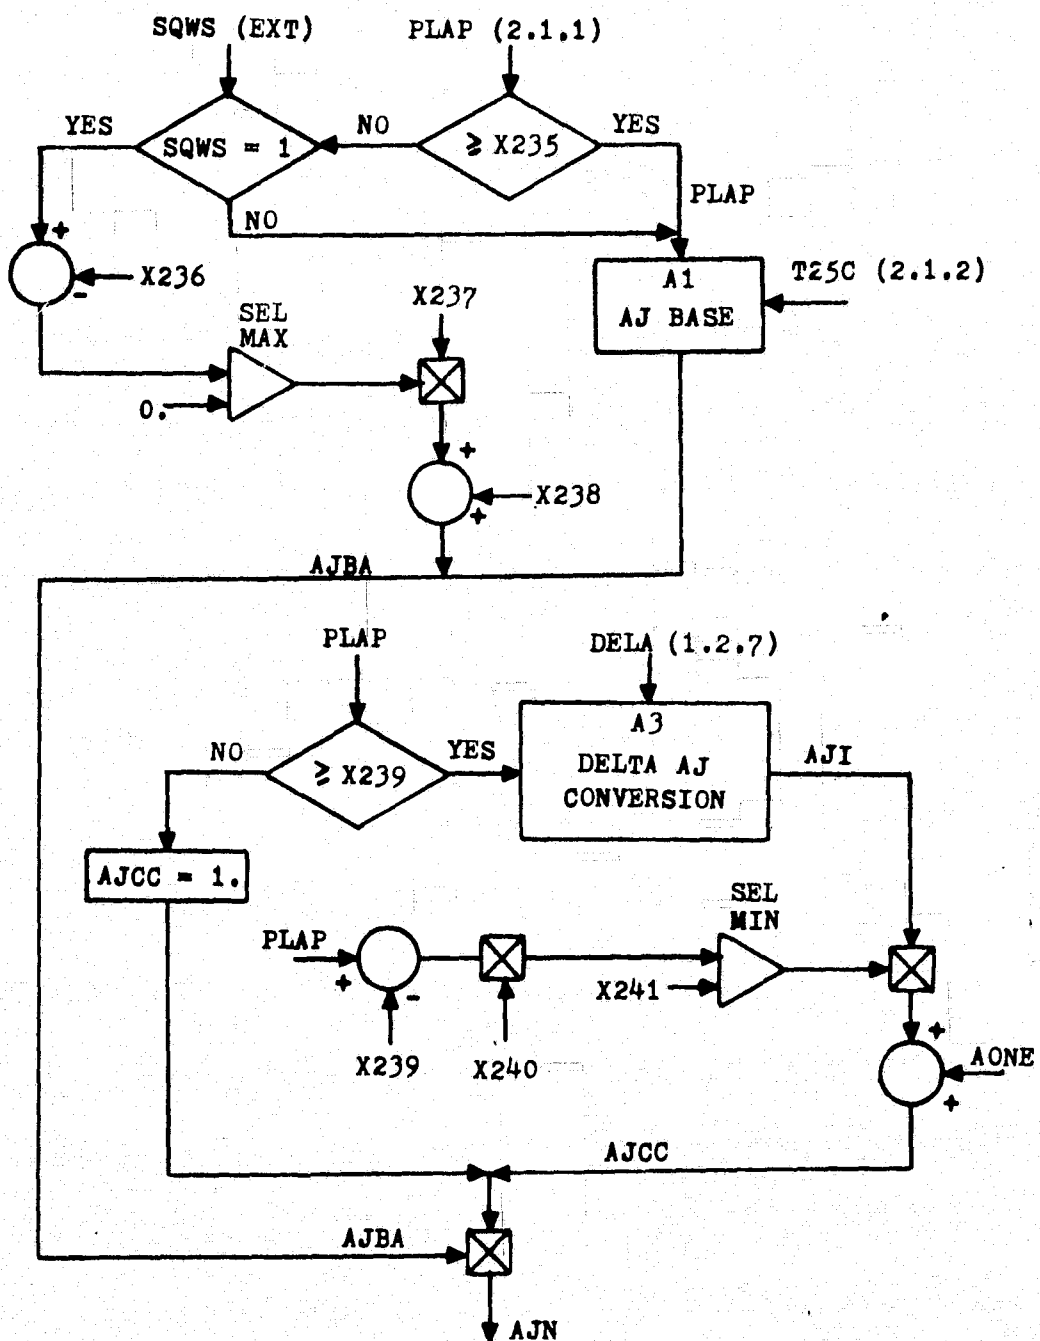 SQWS (EXT)
PLAP (2.1.1)
YES
SQWS = 1
NO
≥ X235
YES
PLAP
NO
+
X236
-
A1
AJ BASE
T25C (2.1.2)
SEL
MAX
X237
0.
+
X238
+
AJBA
PLAP
DELA (1.2.7)
NO
≥ X239
YES
A3
DELTA AJ
CONVERSION
AJI
AJCC = 1.
SEL
MIN
PLAP
+
-
X241
X239
X240
+
AONE
+
AJCC
AJBA
AJN